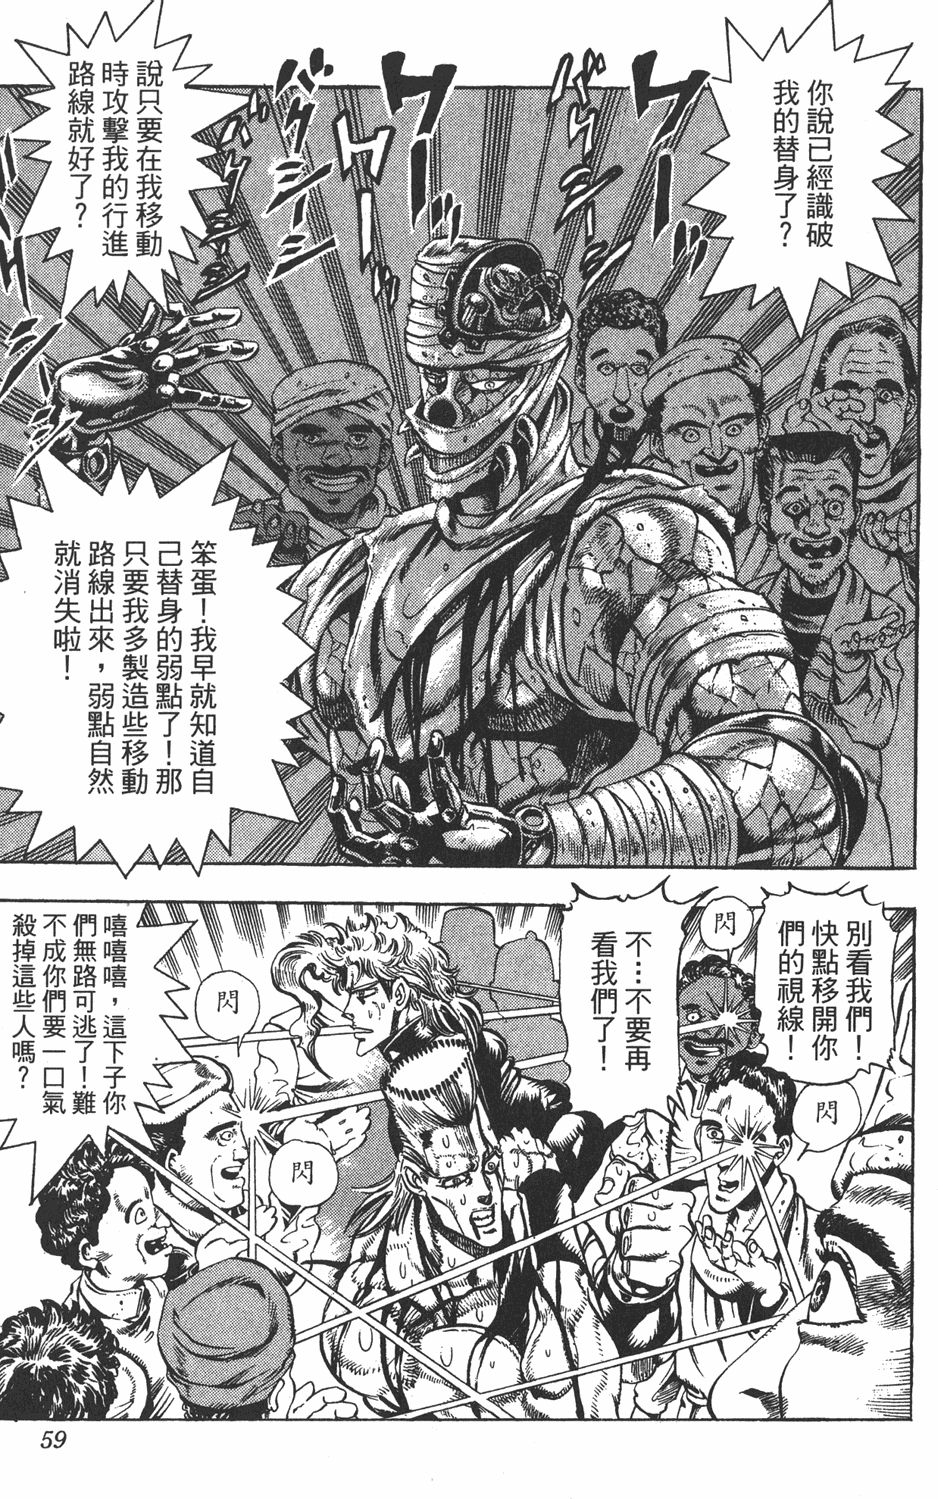 你說已經識破
我的替身了？
說只要在我移動
時攻擊我的行進
路線就好了？
笨蛋！我早就知道自
己替身的弱點了！那
只要我多製造些移動
路線出來，弱點自然
就消失啦！
別看我們！
快點移開你
們的視線！
閃
閃
不…不要再
看我們了！
閃
閃
嘻嘻嘻，這下子你
們無路可逃了！難
不成你們要一口氣
殺掉這些人嗎？
59